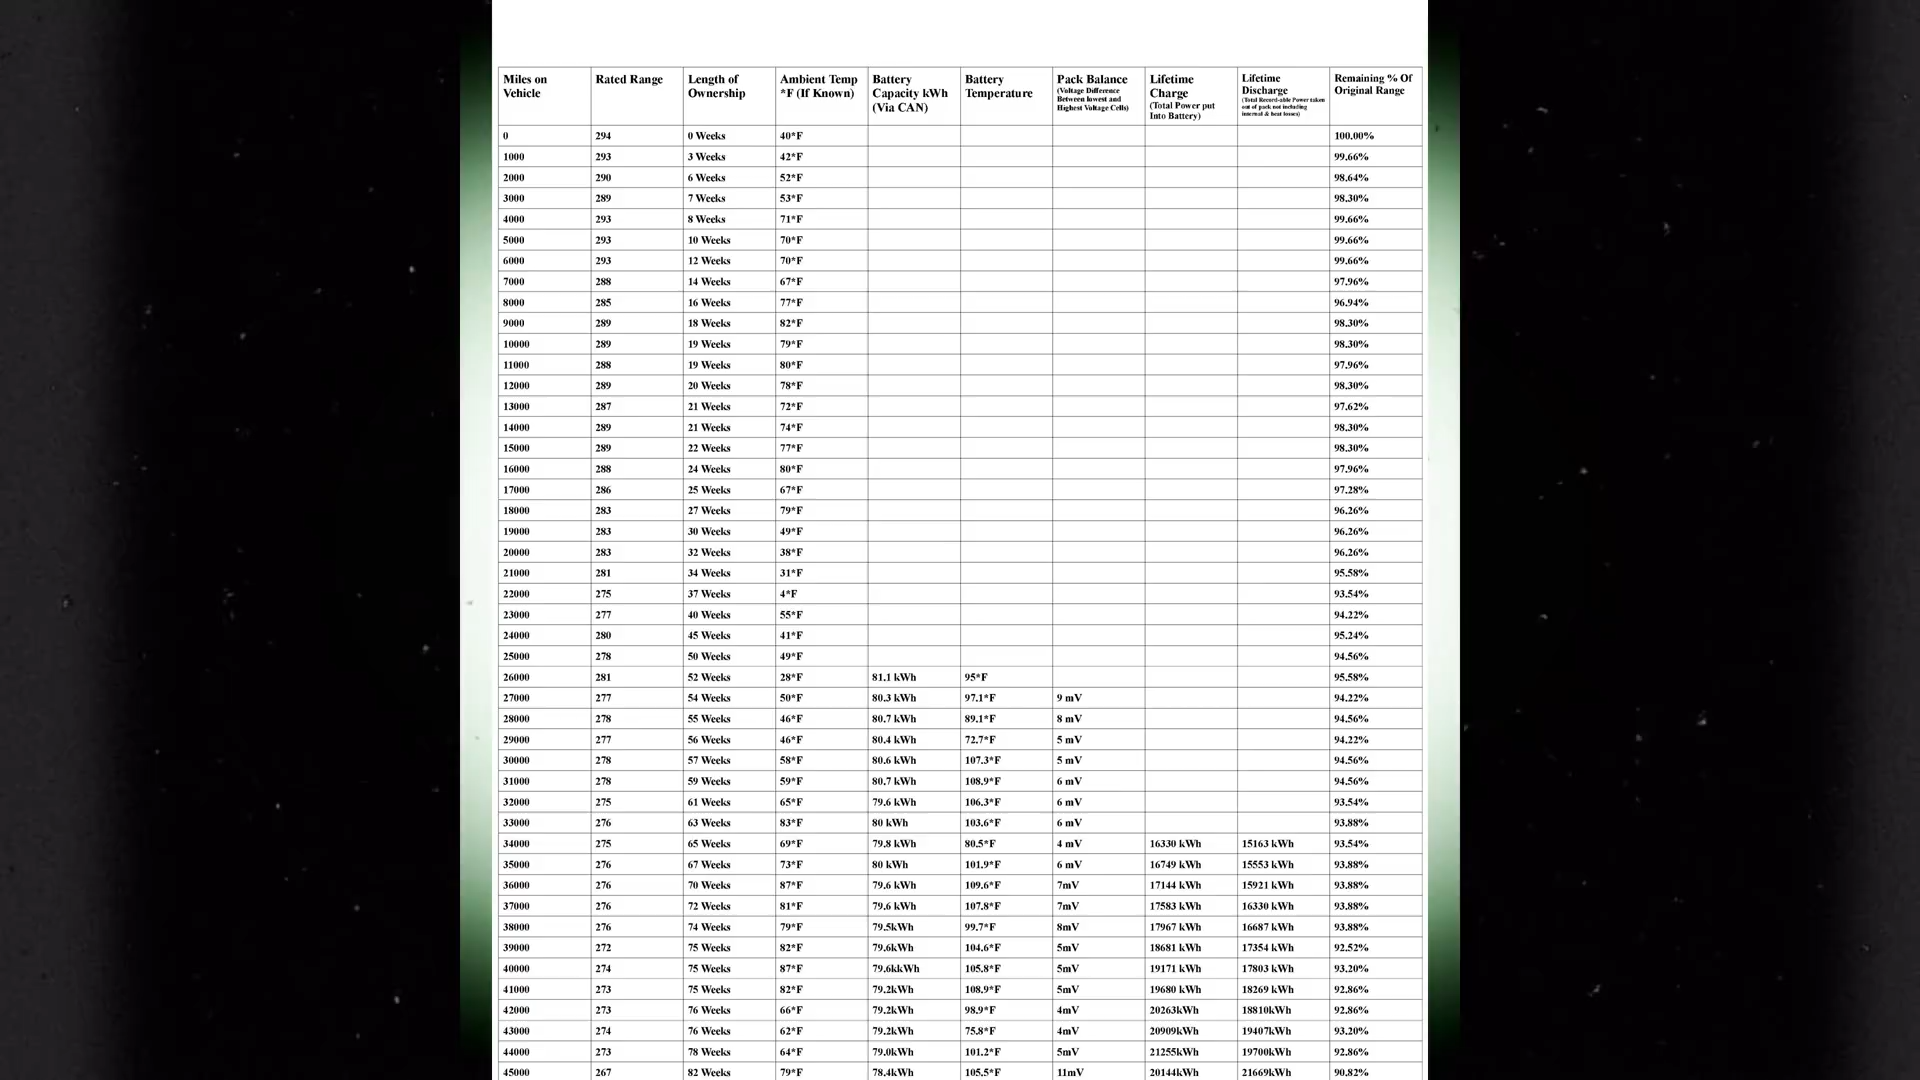 Miles on Vehicle Rated Range Length of Ownership Ambient Temp *F (If Known) Battery Capacity kWh (Via CAN) Battery Temperature Pack Balance (Voltage Difference Between lowest and Highest Voltage Cells) Lifetime Charge (Total Power put Into Battery) Lifetime Discharge (Total Record-able Power taken out of pack not including internal & heat losses) Remaining % Of Original Range
0 294 0 Weeks 40*F 100.00%
1000 293 3 Weeks 42*F 99.66%
2000 290 6 Weeks 52*F 98.64%
3000 289 7 Weeks 53*F 98.30%
4000 293 8 Weeks 71*F 99.66%
5000 293 10 Weeks 70*F 99.66%
6000 293 12 Weeks 70*F 99.66%
7000 288 14 Weeks 67*F 97.96%
8000 285 16 Weeks 77*F 96.94%
9000 289 18 Weeks 82*F 98.30%
10000 289 19 Weeks 79*F 98.30%
11000 288 19 Weeks 80*F 97.96%
12000 289 20 Weeks 78*F 98.30%
13000 287 21 Weeks 72*F 97.62%
14000 289 21 Weeks 74*F 98.30%
15000 289 22 Weeks 77*F 98.30%
16000 288 24 Weeks 80*F 97.96%
17000 286 25 Weeks 67*F 97.28%
18000 283 27 Weeks 79*F 96.26%
19000 283 30 Weeks 49*F 96.26%
20000 283 32 Weeks 38*F 96.26%
21000 281 34 Weeks 31*F 95.58%
22000 275 37 Weeks 4*F 93.54%
23000 277 40 Weeks 55*F 94.22%
24000 280 45 Weeks 41*F 95.24%
25000 278 50 Weeks 49*F 94.56%
26000 281 52 Weeks 28*F 81.1 kWh 95*F 95.58%
27000 277 54 Weeks 50*F 80.3 kWh 97.1*F 9 mV 94.22%
28000 278 55 Weeks 46*F 80.7 kWh 89.1*F 8 mV 94.56%
29000 277 56 Weeks 46*F 80.4 kWh 72.7*F 5 mV 94.22%
30000 278 57 Weeks 58*F 80.6 kWh 107.3*F 5 mV 94.56%
31000 278 59 Weeks 59*F 80.7 kWh 108.9*F 6 mV 94.56%
32000 275 61 Weeks 65*F 79.6 kWh 106.3*F 6 mV 93.54%
33000 276 63 Weeks 83*F 80 kWh 103.6*F 6 mV 93.88%
34000 275 65 Weeks 69*F 79.8 kWh 80.5*F 4 mV 16330 kWh 15163 kWh 93.54%
35000 276 67 Weeks 73*F 80 kWh 101.9*F 6 mV 16749 kWh 15553 kWh 93.88%
36000 276 70 Weeks 87*F 79.6 kWh 109.6*F 7mV 17144 kWh 15921 kWh 93.88%
37000 276 72 Weeks 81*F 79.6 kWh 107.8*F 7mV 17583 kWh 16330 kWh 93.88%
38000 276 74 Weeks 79*F 79.5kWh 99.7*F 8mV 17967 kWh 16687 kWh 93.88%
39000 272 75 Weeks 82*F 79.6kWh 104.6*F 5mV 18681 kWh 17354 kWh 92.52%
40000 274 75 Weeks 87*F 79.6kkWh 105.8*F 5mV 19171 kWh 17803 kWh 93.20%
41000 273 75 Weeks 82*F 79.2kWh 108.9*F 5mV 19680 kWh 18269 kWh 92.86%
42000 273 76 Weeks 66*F 79.2kWh 98.9*F 4mV 20263kWh 18810kWh 92.86%
43000 274 76 Weeks 62*F 79.2kWh 75.8*F 4mV 20909kWh 19407kWh 93.20%
44000 273 78 Weeks 64*F 79.0kWh 101.2*F 5mV 21255kWh 19700kWh 92.86%
45000 267 82 Weeks 79*F 78.4kWh 105.5*F 11mV 20144kWh 21669kWh 90.82%